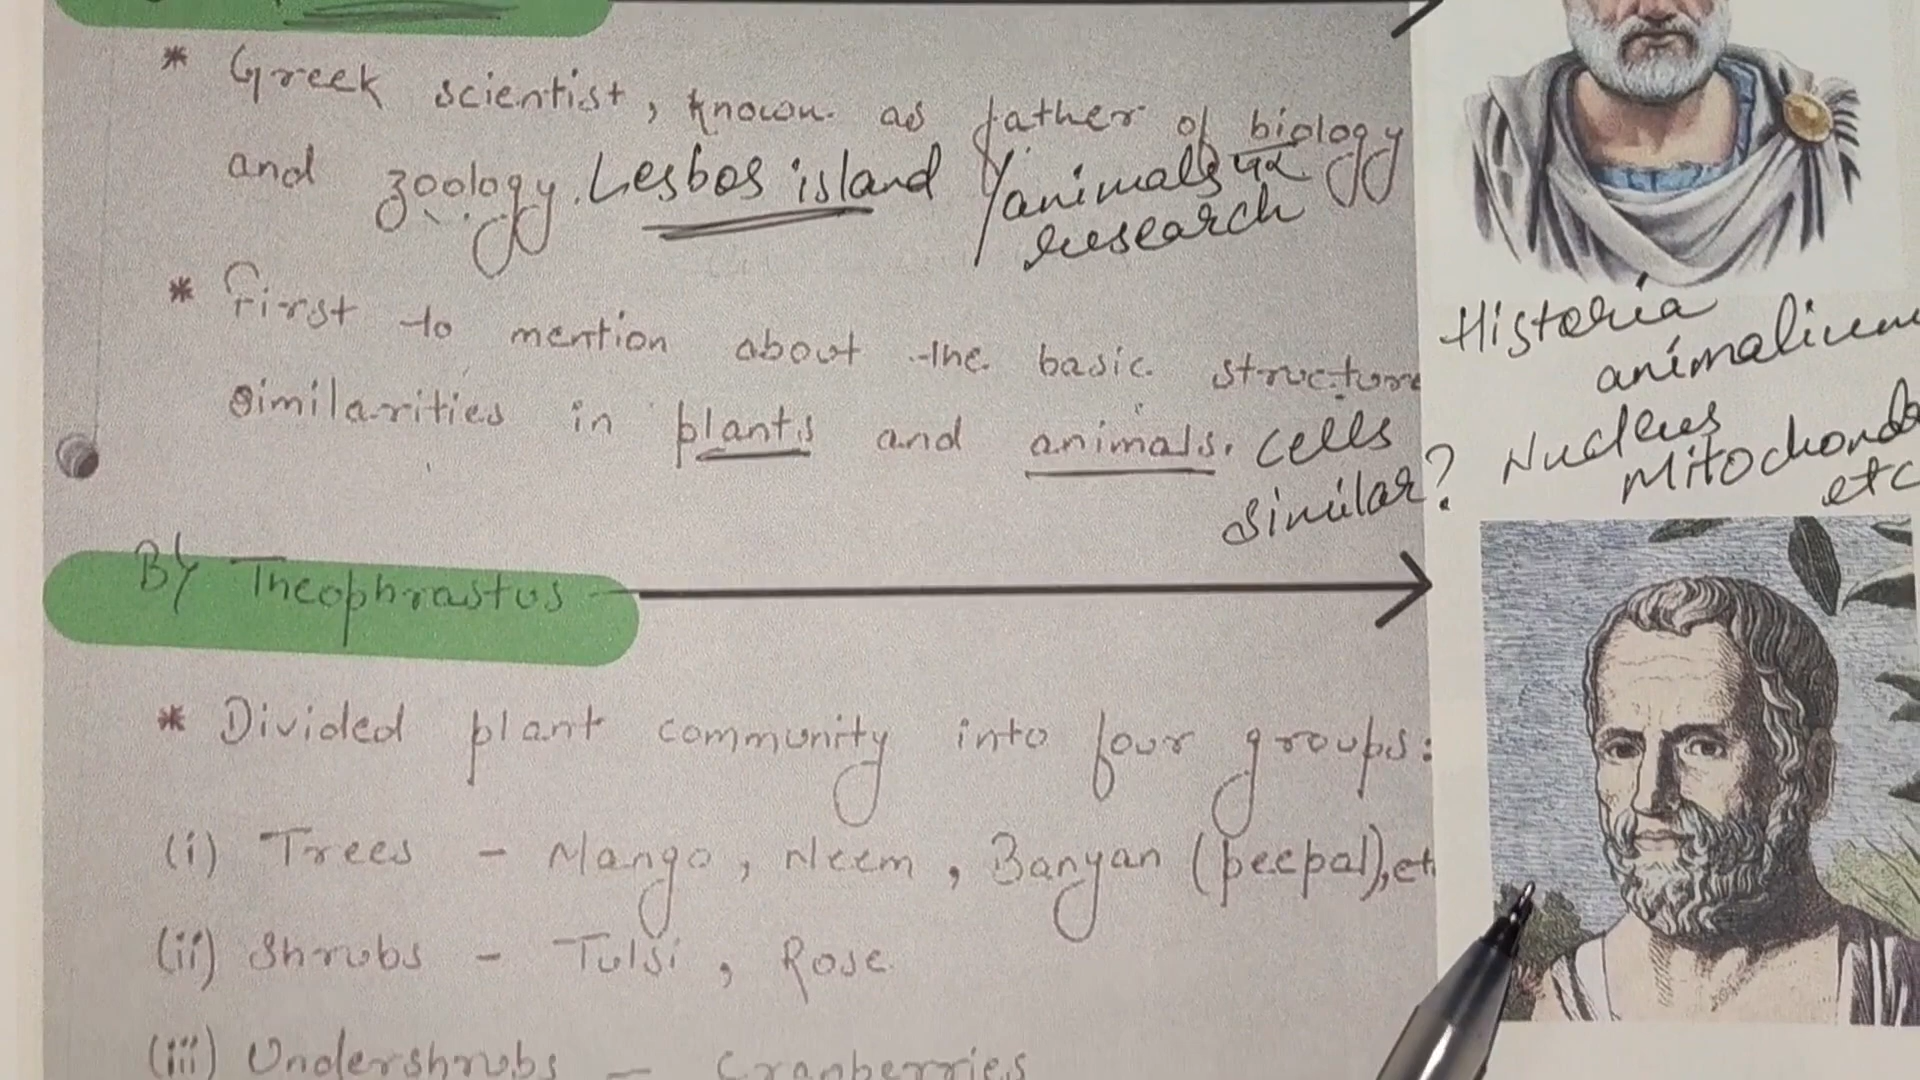 * Greek scientist, known as father of biology
and zoology. Lesbos island / animals पर
research
* First to mention about the basic structure
similarities in plants and animals. cells
similar?
Historia
animalium
Nucleus
Mitochond
etc
By Theophrastus
* Divided plant community into four groups:
(i) Trees - Mango, Neem, Banyan (peepal), etc
(ii) Shrubs - Tulsi, Rose
(iii) Undershrubs - Cranberries